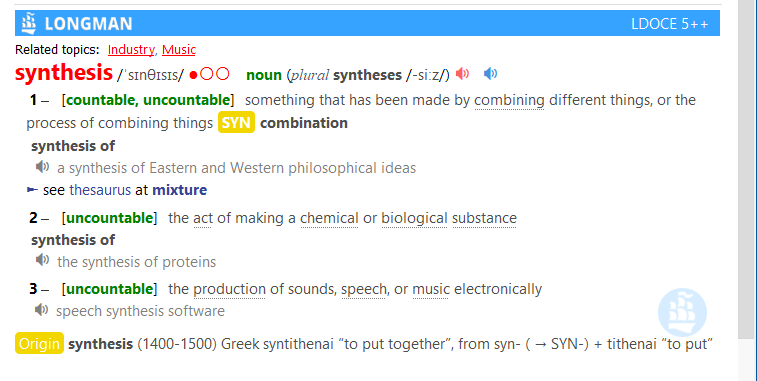 LONGMAN LDOCE 5++
Related topics: Industry, Music
synthesis /ˈsɪnθɪsɪs/ ●○○ noun (plural syntheses /-siːz/)
1 – [countable, uncountable] something that has been made by combining different things, or the
process of combining things SYN combination
synthesis of
a synthesis of Eastern and Western philosophical ideas
► see thesaurus at mixture
2 – [uncountable] the act of making a chemical or biological substance
synthesis of
the synthesis of proteins
3 – [uncountable] the production of sounds, speech, or music electronically
speech synthesis software
Origin synthesis (1400-1500) Greek syntithenai “to put together”, from syn- ( → SYN-) + tithenai “to put”